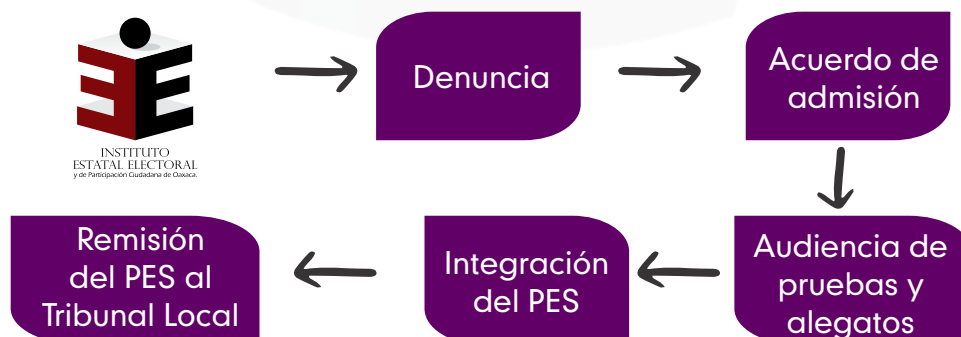 INSTITUTO
ESTATAL ELECTORAL
y de Participación Ciudadana de Oaxaca.
Denuncia
Acuerdo de
admisión
Audiencia de
pruebas y
alegatos
Integración
del PES
Remisión
del PES al
Tribunal Local